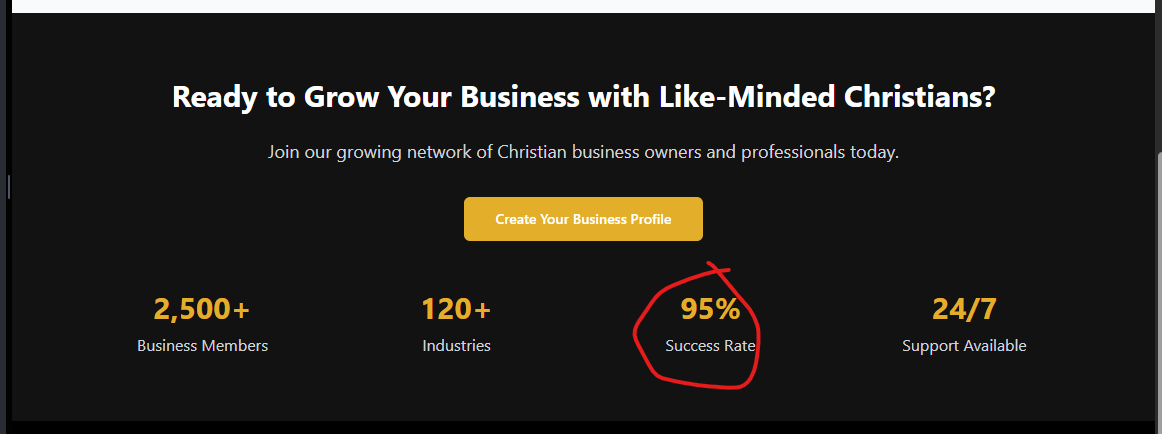 Ready to Grow Your Business with Like-Minded Christians?
Join our growing network of Christian business owners and professionals today.
Create Your Business Profile
2,500+
Business Members
120+
Industries
95%
Success Rate
24/7
Support Available